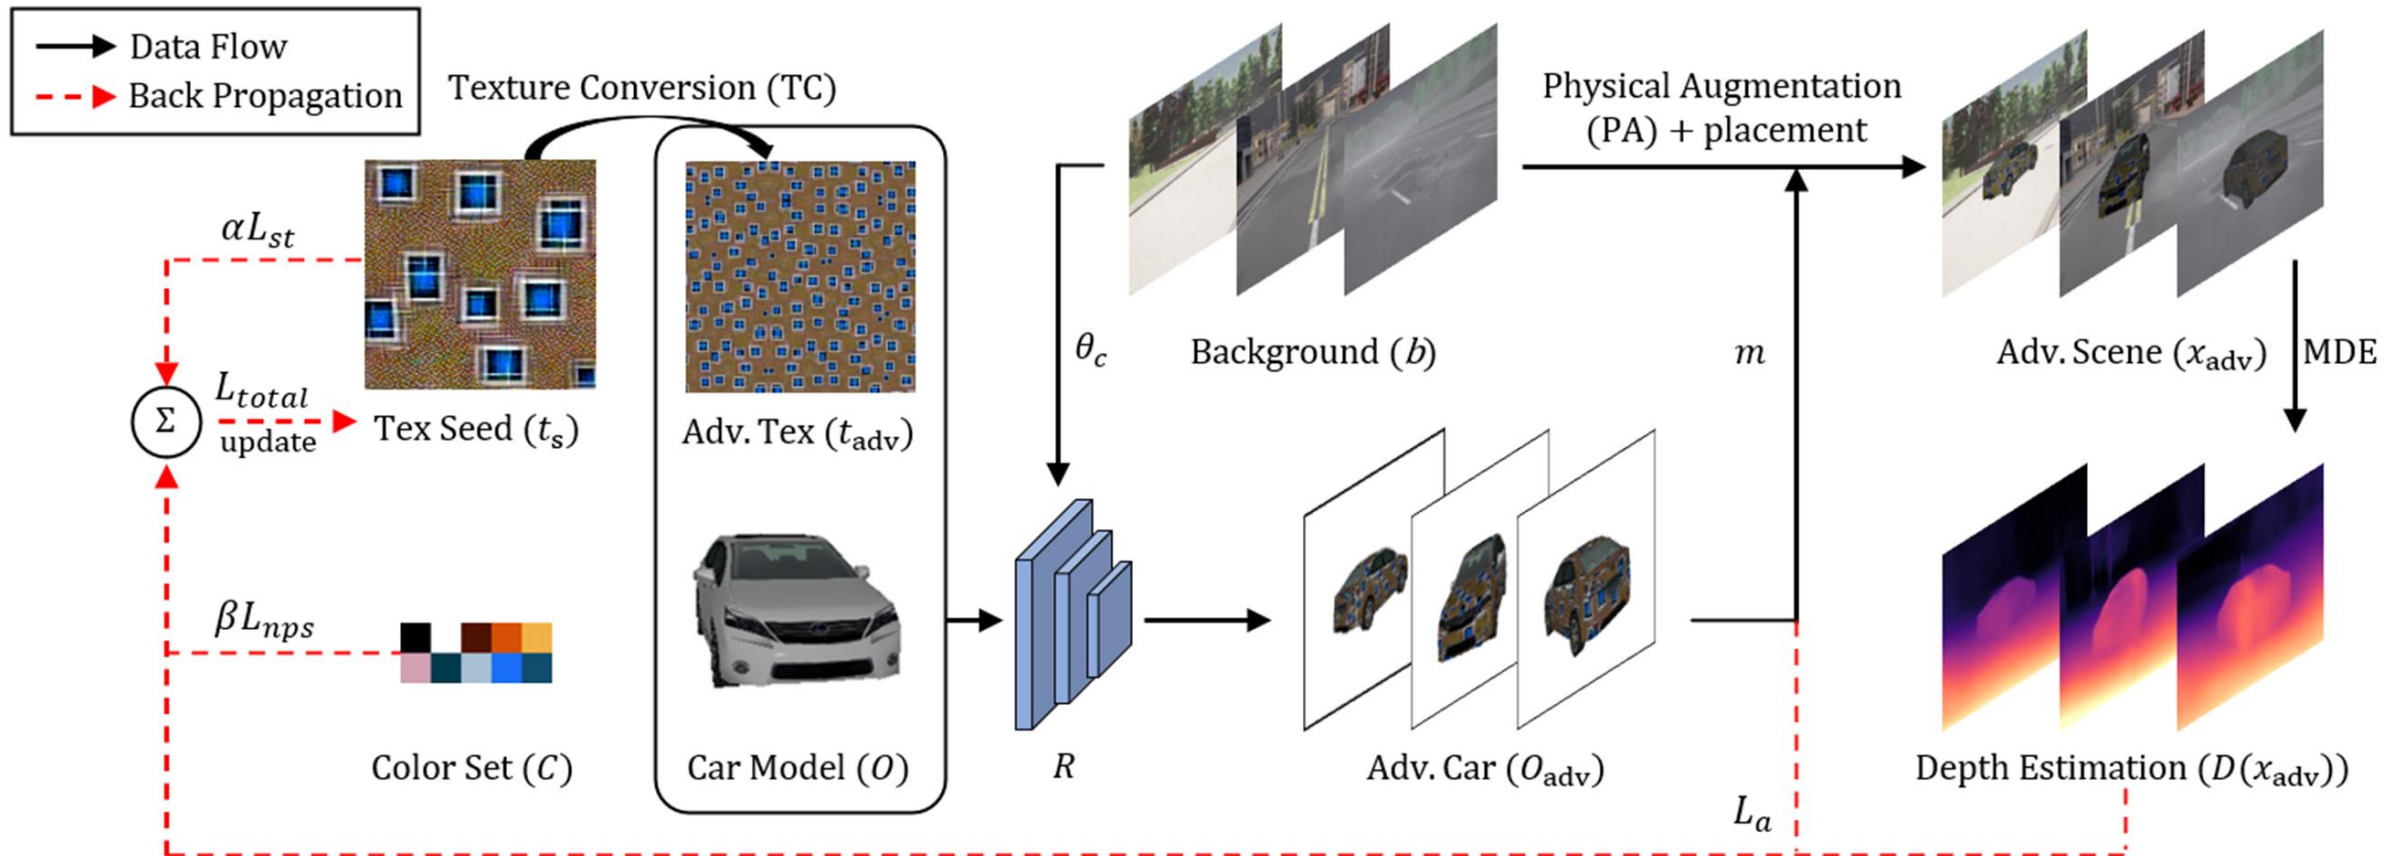 Data Flow
Back Propagation
Texture Conversion (TC)
Physical Augmentation
(PA) + placement
αL_st
θ_c
Background (b)
m
Adv. Scene (x_adv)
MDE
L_total
Σ
update
Tex Seed (t_s)
Adv. Tex (t_adv)
βL_nps
Color Set (C)
Car Model (O)
R
Adv. Car (O_adv)
Depth Estimation (D(x_adv))
L_a